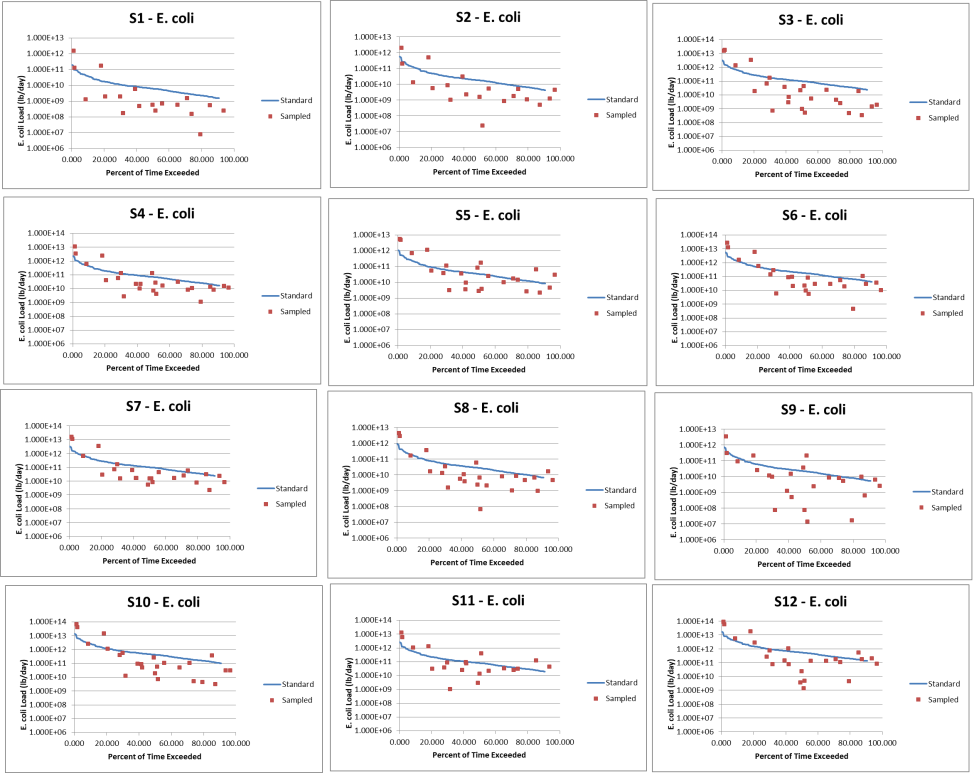 S1 - E. coli
E. coli Load (lb/day)
1.000E+13
1.000E+12
1.000E+11
1.000E+10
1.000E+09
1.000E+08
1.000E+07
1.000E+06
0.000 20.000 40.000 60.000 80.000 100.000
Percent of Time Exceeded
Standard
Sampled
S2 - E. coli
E. coli Load (lb/day)
1.000E+13
1.000E+12
1.000E+11
1.000E+10
1.000E+09
1.000E+08
1.000E+07
1.000E+06
0.000 20.000 40.000 60.000 80.000 100.000
Percent of Time Exceeded
Standard
Sampled
S3 - E. coli
E. coli Load (lb/day)
1.000E+14
1.000E+13
1.000E+12
1.000E+11
1.000E+10
1.000E+09
1.000E+08
1.000E+07
1.000E+06
0.000 20.000 40.000 60.000 80.000 100.000
Percent of Time Exceeded
Standard
Sampled
S4 - E. coli
E. coli Load (lb/day)
1.000E+14
1.000E+13
1.000E+12
1.000E+11
1.000E+10
1.000E+09
1.000E+08
1.000E+07
1.000E+06
0.000 20.000 40.000 60.000 80.000 100.000
Percent of Time Exceeded
Standard
Sampled
S5 - E. coli
E. coli Load (lb/day)
1.000E+13
1.000E+12
1.000E+11
1.000E+10
1.000E+09
1.000E+08
1.000E+07
1.000E+06
0.000 20.000 40.000 60.000 80.000 100.000
Percent of Time Exceeded
Standard
Sampled
S6 - E. coli
E. coli Load (lb/day)
1.000E+14
1.000E+13
1.000E+12
1.000E+11
1.000E+10
1.000E+09
1.000E+08
1.000E+07
1.000E+06
0.000 20.000 40.000 60.000 80.000 100.000
Percent of Time Exceeded
Standard
Sampled
S7 - E. coli
E. coli Load (lb/day)
1.000E+14
1.000E+13
1.000E+12
1.000E+11
1.000E+10
1.000E+09
1.000E+08
1.000E+07
1.000E+06
0.000 20.000 40.000 60.000 80.000 100.000
Percent of Time Exceeded
Standard
Sampled
S8 - E. coli
E. coli Load (lb/day)
1.000E+13
1.000E+12
1.000E+11
1.000E+10
1.000E+09
1.000E+08
1.000E+07
1.000E+06
0.000 20.000 40.000 60.000 80.000 100.000
Percent of Time Exceeded
Standard
Sampled
S9 - E. coli
E. coli Load (lb/day)
1.000E+13
1.000E+12
1.000E+11
1.000E+10
1.000E+09
1.000E+08
1.000E+07
1.000E+06
0.000 20.000 40.000 60.000 80.000 100.000
Percent of Time Exceeded
Standard
Sampled
S10 - E. coli
E. coli Load (lb/day)
1.000E+14
1.000E+13
1.000E+12
1.000E+11
1.000E+10
1.000E+09
1.000E+08
1.000E+07
1.000E+06
0.000 20.000 40.000 60.000 80.000 100.000
Percent of Time Exceeded
Standard
Sampled
S11 - E. coli
E. coli Load (lb/day)
1.000E+14
1.000E+13
1.000E+12
1.000E+11
1.000E+10
1.000E+09
1.000E+08
1.000E+07
1.000E+06
0.000 20.000 40.000 60.000 80.000 100.000
Percent of Time Exceeded
Standard
Sampled
S12 - E. coli
E. coli Load (lb/day)
1.000E+14
1.000E+13
1.000E+12
1.000E+11
1.000E+10
1.000E+09
1.000E+08
1.000E+07
1.000E+06
0.000 20.000 40.000 60.000 80.000 100.000
Percent of Time Exceeded
Standard
Sampled